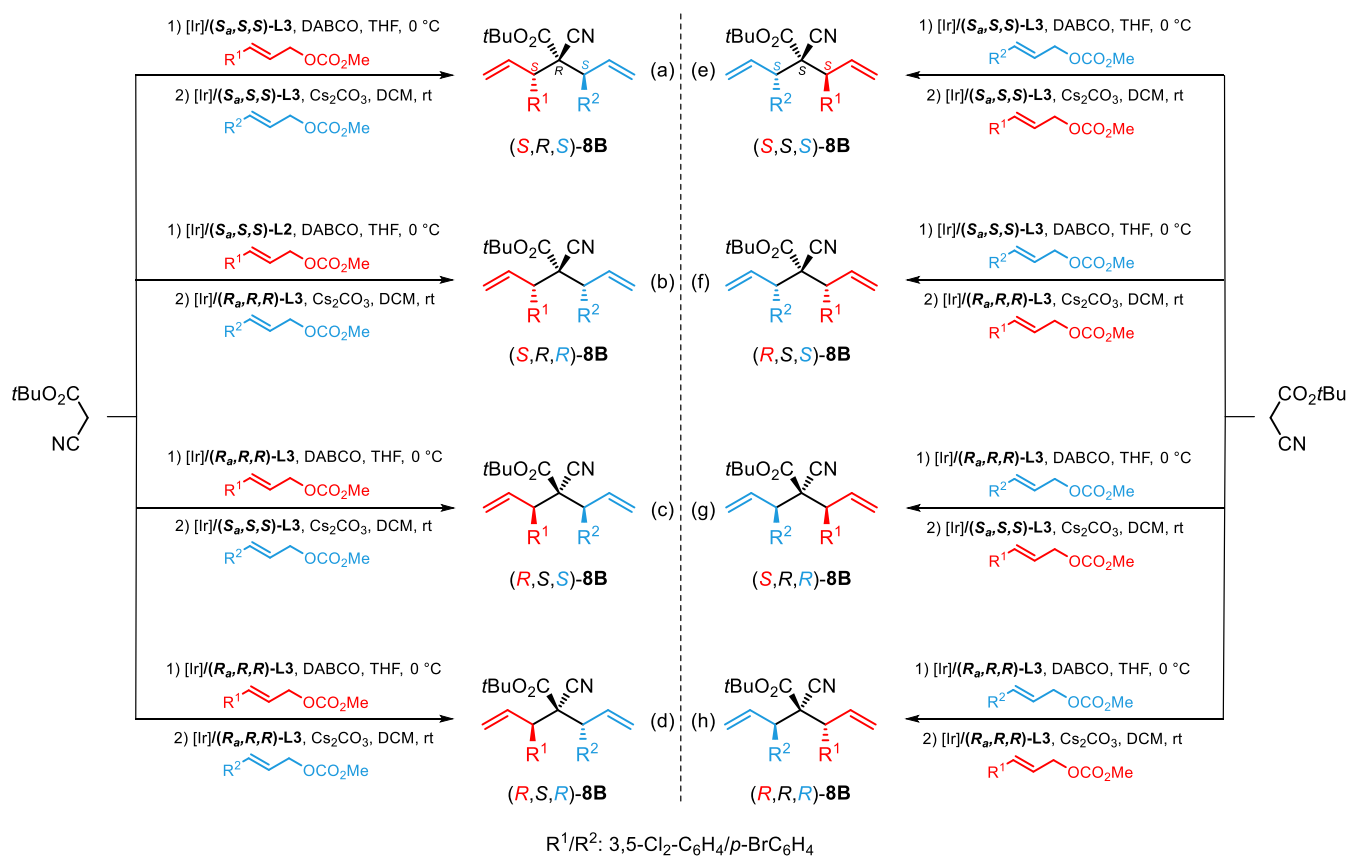 1) [Ir]/(Sₐ,S,S)-L3, DABCO, THF, 0 °C
R¹ OCO₂Me
2) [Ir]/(Sₐ,S,S)-L3, Cs₂CO₃, DCM, rt
R² OCO₂Me
tBuO₂C CN
S R S
R¹ R²
(a)
(S,R,S)-8B
(e)
tBuO₂C CN
S S S
R² R¹
(S,S,S)-8B
1) [Ir]/(Sₐ,S,S)-L3, DABCO, THF, 0 °C
R² OCO₂Me
2) [Ir]/(Sₐ,S,S)-L3, Cs₂CO₃, DCM, rt
R¹ OCO₂Me
1) [Ir]/(Sₐ,S,S)-L2, DABCO, THF, 0 °C
R¹ OCO₂Me
2) [Ir]/(Rₐ,R,R)-L3, Cs₂CO₃, DCM, rt
R² OCO₂Me
tBuO₂C CN
R¹ R²
(b)
(S,R,R)-8B
(f)
tBuO₂C CN
R² R¹
(R,S,S)-8B
1) [Ir]/(Sₐ,S,S)-L3, DABCO, THF, 0 °C
R² OCO₂Me
2) [Ir]/(Rₐ,R,R)-L3, Cs₂CO₃, DCM, rt
R¹ OCO₂Me
tBuO₂C
NC
CO₂tBu
CN
1) [Ir]/(Rₐ,R,R)-L3, DABCO, THF, 0 °C
R¹ OCO₂Me
2) [Ir]/(Sₐ,S,S)-L3, Cs₂CO₃, DCM, rt
R² OCO₂Me
tBuO₂C CN
R¹ R²
(c)
(R,S,S)-8B
(g)
tBuO₂C CN
R² R¹
(S,R,R)-8B
1) [Ir]/(Rₐ,R,R)-L3, DABCO, THF, 0 °C
R² OCO₂Me
2) [Ir]/(Sₐ,S,S)-L3, Cs₂CO₃, DCM, rt
R¹ OCO₂Me
1) [Ir]/(Rₐ,R,R)-L3, DABCO, THF, 0 °C
R¹ OCO₂Me
2) [Ir]/(Rₐ,R,R)-L3, Cs₂CO₃, DCM, rt
R² OCO₂Me
tBuO₂C CN
R¹ R²
(d)
(R,S,R)-8B
(h)
tBuO₂C CN
R² R¹
(R,R,R)-8B
1) [Ir]/(Rₐ,R,R)-L3, DABCO, THF, 0 °C
R² OCO₂Me
2) [Ir]/(Rₐ,R,R)-L3, Cs₂CO₃, DCM, rt
R¹ OCO₂Me
R¹/R²: 3,5-Cl₂-C₆H₄/p-BrC₆H₄